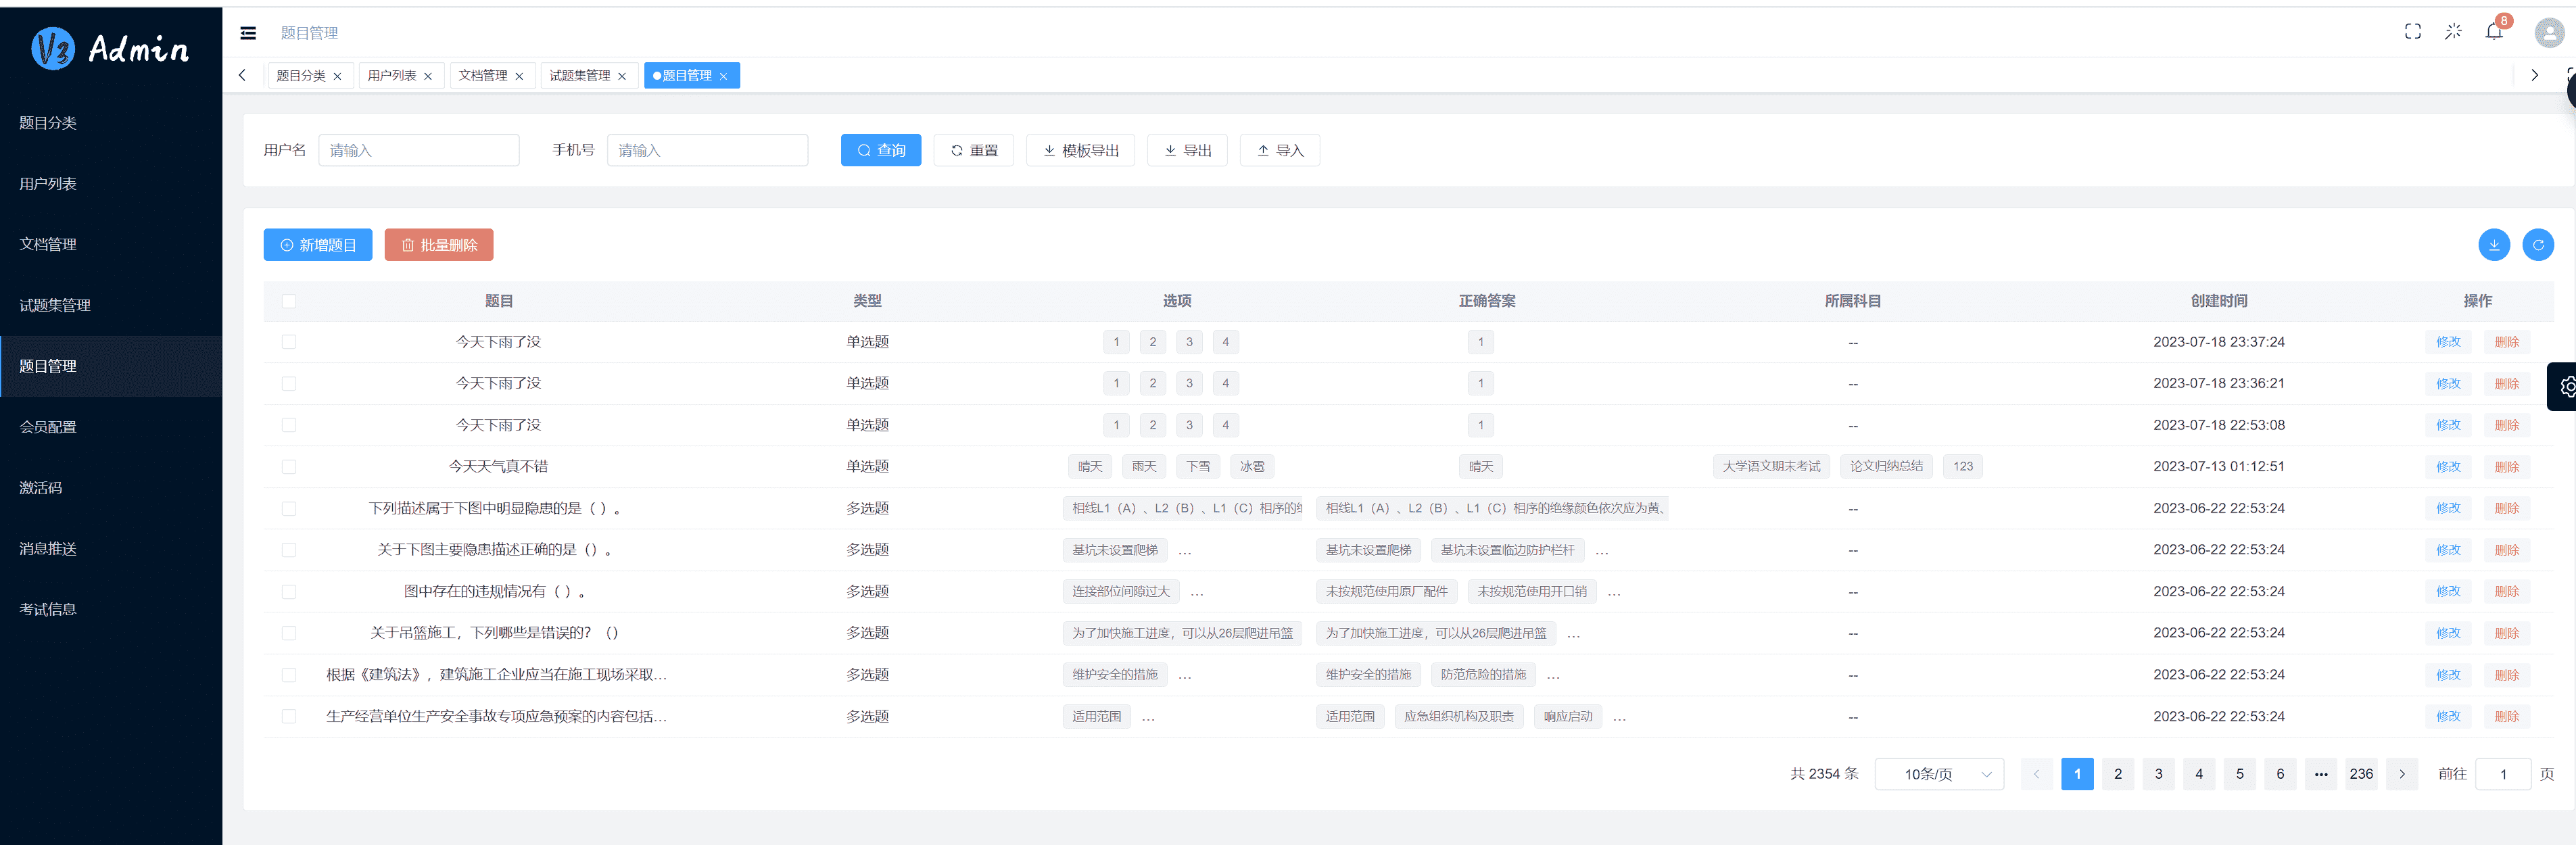 V3 Admin
题目分类
用户列表
文档管理
试题集管理
题目管理
会员配置
激活码
消息推送
考试信息
题目管理
8
题目分类 用户列表 文档管理 试题集管理 题目管理
用户名 请输入 手机号 请输入 查询 重置 模板导出 导出 导入
新增题目 批量删除
题目 类型 选项 正确答案 所属科目 创建时间 操作
今天下雨了没 单选题 1 2 3 4 1 -- 2023-07-18 23:37:24 修改 删除
今天下雨了没 单选题 1 2 3 4 1 -- 2023-07-18 23:36:21 修改 删除
今天下雨了没 单选题 1 2 3 4 1 -- 2023-07-18 22:53:08 修改 删除
今天天气真不错 单选题 晴天 雨天 下雪 冰雹 晴天 大学语文期末考试 论文归纳总结 123 2023-07-13 01:12:51 修改 删除
下列描述属于下图中明显隐患的是（ ）。 多选题 相线L1（A）、L2（B）、L1（C）相序的 相线L1（A）、L2（B）、L1（C）相序的绝缘颜色依次应为黄、 -- 2023-06-22 22:53:24 修改 删除
关于下图主要隐患描述正确的是（）。 多选题 基坑未设置爬梯 ... 基坑未设置爬梯 基坑未设置临边防护栏杆 ... -- 2023-06-22 22:53:24 修改 删除
图中存在的违规情况有（ ）。 多选题 连接部位间隙过大 ... 未按规范使用原厂配件 未按规范使用开口销 ... -- 2023-06-22 22:53:24 修改 删除
关于吊篮施工，下列哪些是错误的？（） 多选题 为了加快施工进度，可以从26层爬进吊篮 为了加快施工进度，可以从26层爬进吊篮 ... -- 2023-06-22 22:53:24 修改 删除
根据《建筑法》，建筑施工企业应当在施工现场采取... 多选题 维护安全的措施 ... 维护安全的措施 防范危险的措施 ... -- 2023-06-22 22:53:24 修改 删除
生产经营单位生产安全事故专项应急预案的内容包括... 多选题 适用范围 ... 适用范围 应急组织机构及职责 响应启动 ... -- 2023-06-22 22:53:24 修改 删除
共 2354 条 10条/页 1 2 3 4 5 6 ••• 236 前往 1 页